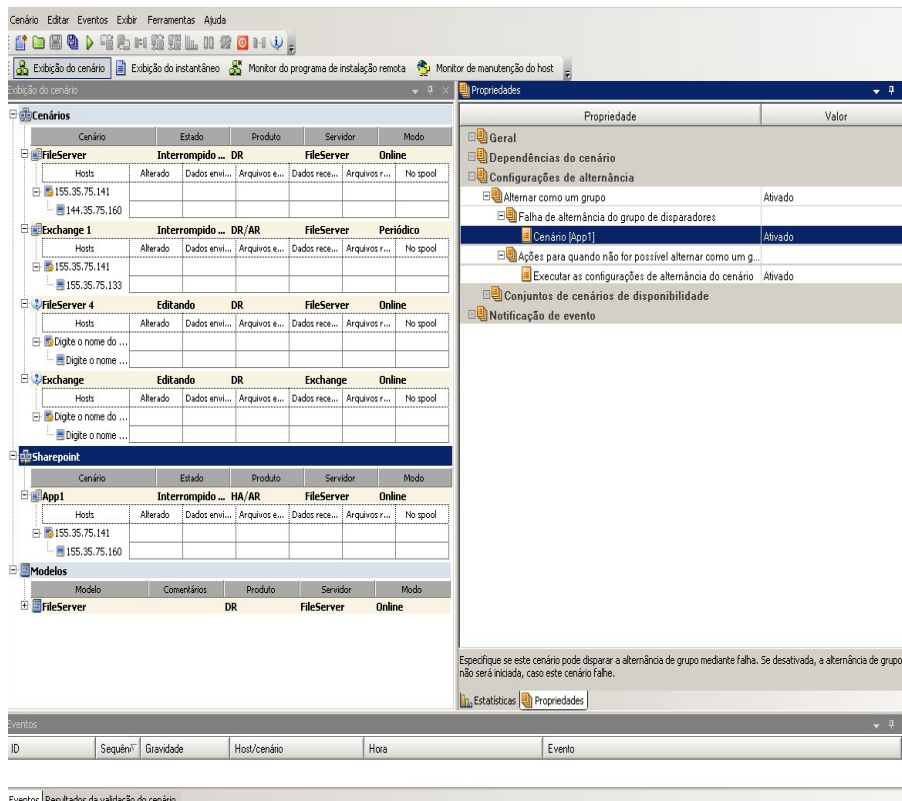 Cenário Editar Eventos Exibir Ferramentas Ajuda
Exibição do cenário Exibição do instantâneo Monitor do programa de instalação remota Monitor de manutenção do host
Exibição do cenário
Cenários
Cenário Estado Produto Servidor Modo
FileServer Interrompido ... DR FileServer Online
Hosts Alterado Dados envi... Arquivos e... Dados rece... Arquivos r... No spool
155.35.75.141
144.35.75.160
Exchange 1 Interrompido ... DR/AR FileServer Periódico
Hosts Alterado Dados envi... Arquivos e... Dados rece... Arquivos r... No spool
155.35.75.141
155.35.75.133
FileServer 4 Editando DR FileServer Online
Hosts Alterado Dados envi... Arquivos e... Dados rece... Arquivos r... No spool
Digite o nome do ...
Digite o nome ...
Exchange Editando DR Exchange Online
Hosts Alterado Dados envi... Arquivos e... Dados rece... Arquivos r... No spool
Digite o nome do ...
Digite o nome ...
Sharepoint
Cenário Estado Produto Servidor Modo
App1 Interrompido ... HA/AR FileServer Online
Hosts Alterado Dados envi... Arquivos e... Dados rece... Arquivos r... No spool
155.35.75.141
155.35.75.160
Modelos
Modelo Comentários Produto Servidor Modo
FileServer DR FileServer Online
Propriedades
Propriedade Valor
Geral
Dependências do cenário
Configurações de alternância
Alternar como um grupo Ativado
Falha de alternância do grupo de disparadores
Cenário [App1] Ativado
Ações para quando não for possível alternar como um g...
Executar as configurações de alternância do cenário Ativado
Conjuntos de cenários de disponibilidade
Notificação de evento
Especifique se este cenário pode disparar a alternância de grupo mediante falha. Se desativada, a alternância de grupo
não será iniciada, caso este cenário falhe.
Estatísticas Propriedades
Eventos
ID Sequên Gravidade Host/cenário Hora Evento
Eventos Resultados da validação do cenário